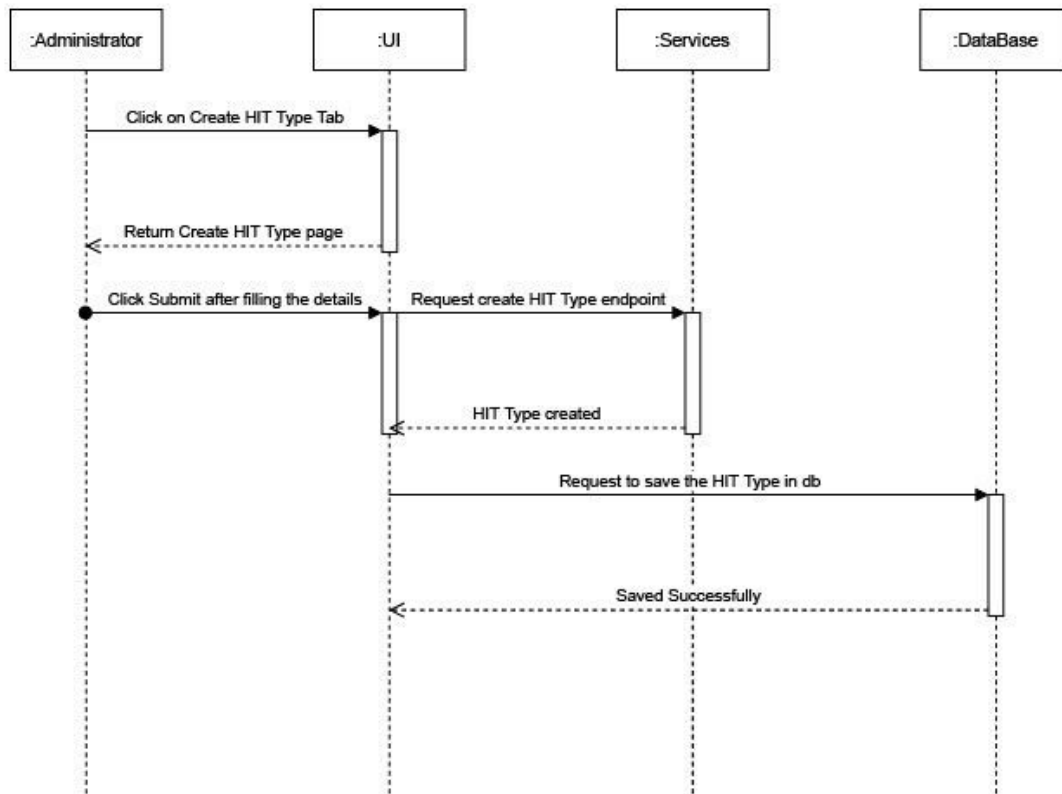 :Administrator
:UI
:Services
:DataBase
Click on Create HIT Type Tab
Return Create HIT Type page
Click Submit after filling the details
Request create HIT Type endpoint
HIT Type created
Request to save the HIT Type in db
Saved Successfully